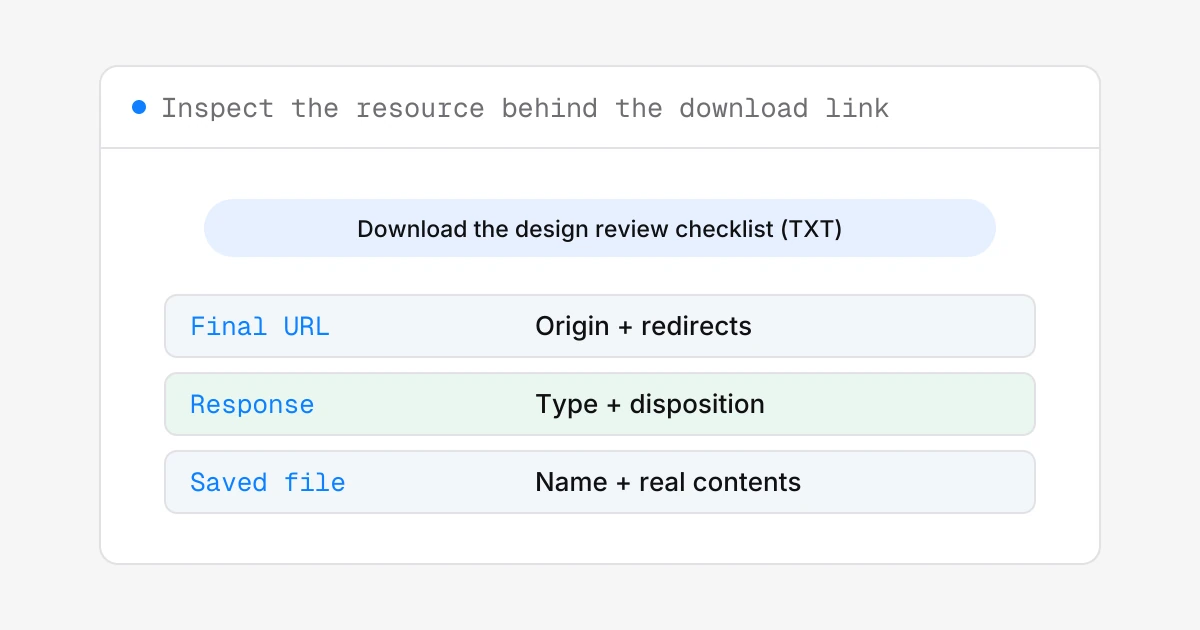 Inspect the resource behind the download link
Download the design review checklist (TXT)
Final URL Origin + redirects
Response Type + disposition
Saved file Name + real contents